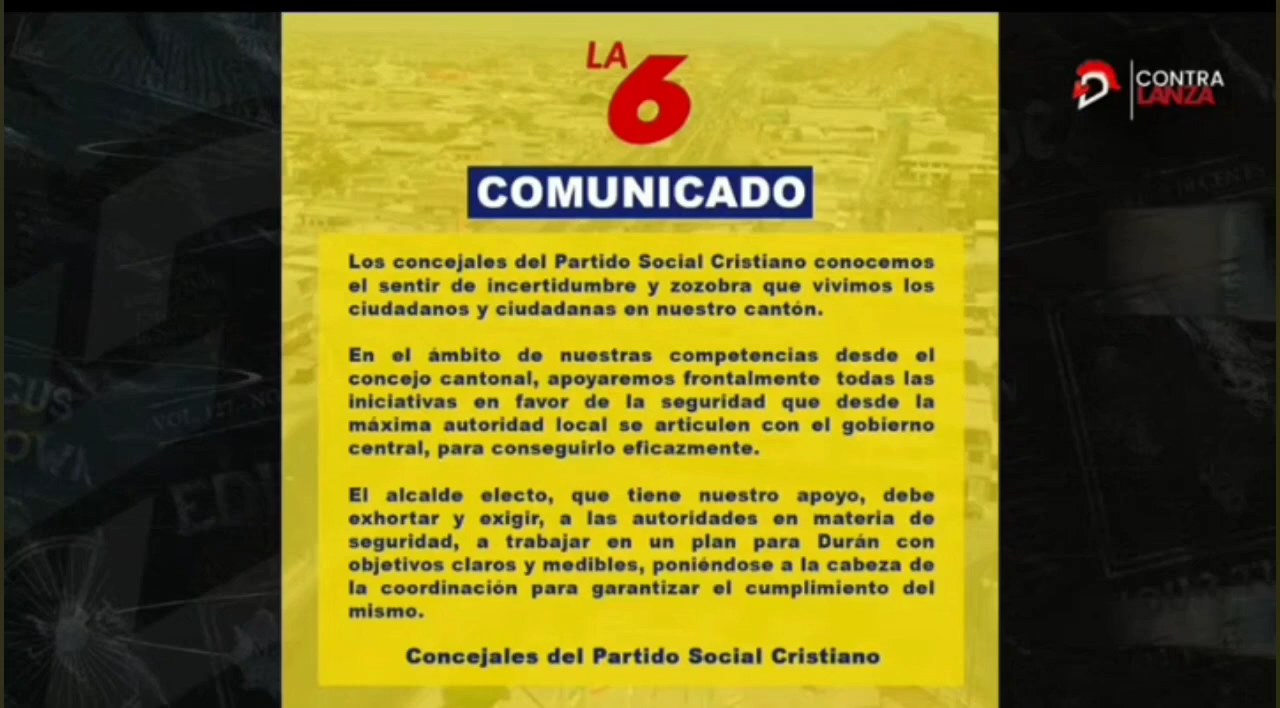 LA
6
CONTRA
LANZA
COMUNICADO
Los concejales del Partido Social Cristiano conocemos
el sentir de incertidumbre y zozobra que vivimos los
ciudadanos y ciudadanas en nuestro cantón.
En el ámbito de nuestras competencias desde el
concejo cantonal, apoyaremos frontalmente todas las
iniciativas en favor de la seguridad que desde la
máxima autoridad local se articulen con el gobierno
central, para conseguirlo eficazmente.
El alcalde electo, que tiene nuestro apoyo, debe
exhortar y exigir, a las autoridades en materia de
seguridad, a trabajar en un plan para Durán con
objetivos claros y medibles, poniéndose a la cabeza de
la coordinación para garantizar el cumplimiento del
mismo.
Concejales del Partido Social Cristiano